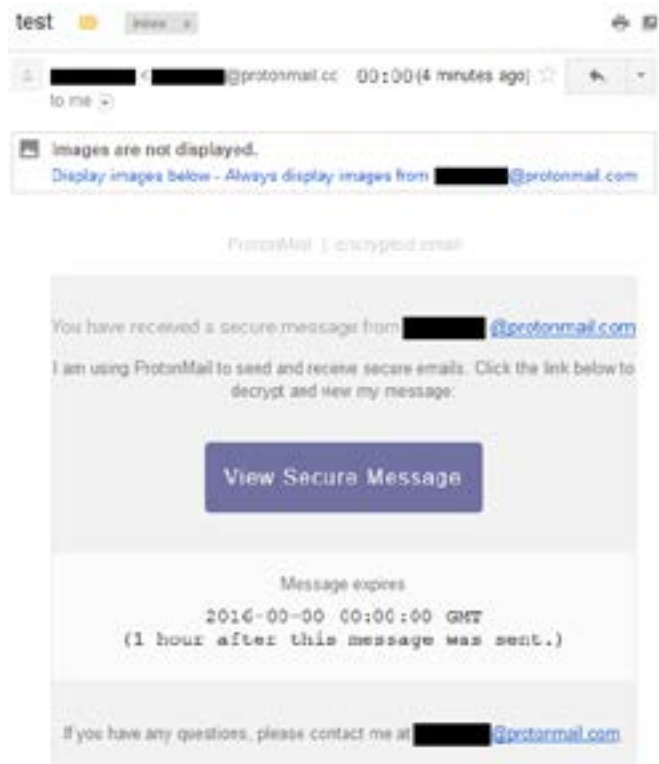 test Inbox x
@protonmail.cc 00:00 (4 minutes ago)
to me
Images are not displayed.
Display images below - Always display images from @protonmail.com
ProtonMail | encrypted email
You have received a secure message from @protonmail.com
I am using ProtonMail to send and receive secure emails. Click the link below to
decrypt and view my message:
View Secure Message
Message expires
2016-00-00 00:00:00 GMT
(1 hour after this message was sent.)
If you have any questions, please contact me at @protonmail.com